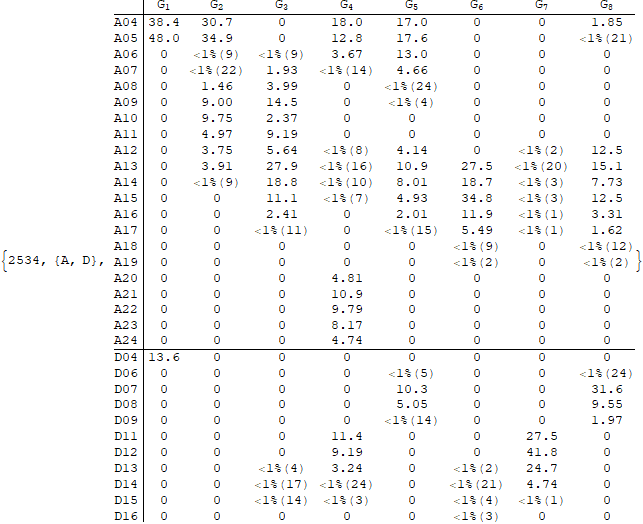 G₁ G₂ G₃ G₄ G₅ G₆ G₇ G₈
A04 38.4 30.7 0 18.0 17.0 0 0 1.85
A05 48.0 34.9 0 12.8 17.6 0 0 <1%(21)
A06 0 <1%(9) <1%(9) 3.67 13.0 0 0 0
A07 0 <1%(22) 1.93 <1%(14) 4.66 0 0 0
A08 0 1.46 3.99 0 <1%(24) 0 0 0
A09 0 9.00 14.5 0 <1%(4) 0 0 0
A10 0 9.75 2.37 0 0 0 0 0
A11 0 4.97 9.19 0 0 0 0 0
A12 0 3.75 5.64 <1%(8) 4.14 0 <1%(2) 12.5
A13 0 3.91 27.9 <1%(16) 10.9 27.5 <1%(20) 15.1
A14 0 <1%(9) 18.8 <1%(10) 8.01 18.7 <1%(3) 7.73
A15 0 0 11.1 <1%(7) 4.93 34.8 <1%(3) 12.5
A16 0 0 2.41 0 2.01 11.9 <1%(1) 3.31
A17 0 0 <1%(11) 0 <1%(15) 5.49 <1%(1) 1.62
A18 0 0 0 0 0 <1%(9) 0 <1%(12)
{2534, {A, D}, A19 0 0 0 0 0 <1%(2) 0 <1%(2) }
A20 0 0 0 4.81 0 0 0 0
A21 0 0 0 10.9 0 0 0 0
A22 0 0 0 9.79 0 0 0 0
A23 0 0 0 8.17 0 0 0 0
A24 0 0 0 4.74 0 0 0 0
D04 13.6 0 0 0 0 0 0 0
D06 0 0 0 0 <1%(5) 0 0 <1%(24)
D07 0 0 0 0 10.3 0 0 31.6
D08 0 0 0 0 5.05 0 0 9.55
D09 0 0 0 0 <1%(14) 0 0 1.97
D11 0 0 0 11.4 0 0 27.5 0
D12 0 0 0 9.19 0 0 41.8 0
D13 0 0 <1%(4) 3.24 0 <1%(2) 24.7 0
D14 0 0 <1%(17) <1%(24) 0 <1%(21) 4.74 0
D15 0 0 <1%(14) <1%(3) 0 <1%(4) <1%(1) 0
D16 0 0 0 0 0 <1%(3) 0 0